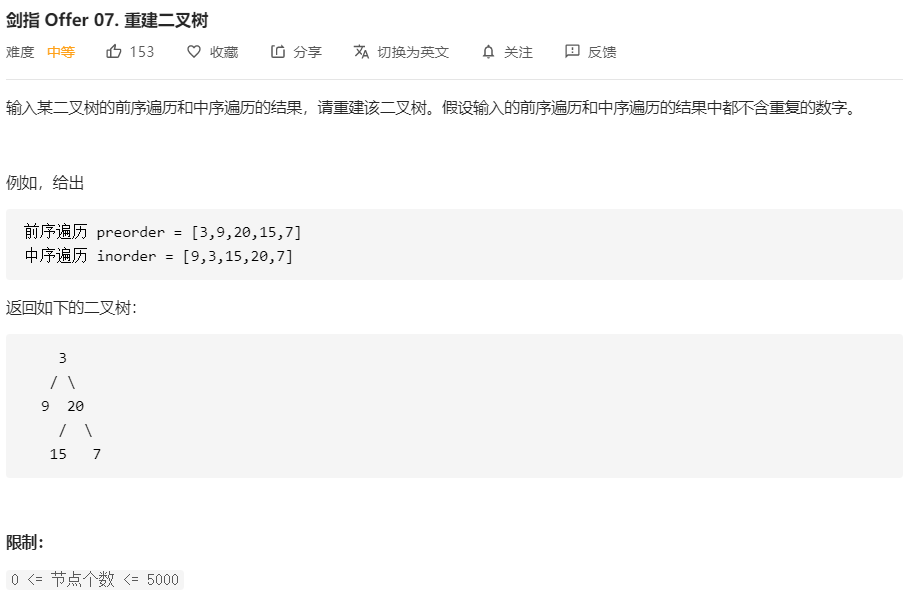 剑指 Offer 07. 重建二叉树
难度 中等 153 收藏 分享 切换为英文 关注 反馈
输入某二叉树的前序遍历和中序遍历的结果，请重建该二叉树。假设输入的前序遍历和中序遍历的结果中都不含重复的数字。
例如，给出
前序遍历 preorder = [3,9,20,15,7]
中序遍历 inorder = [9,3,15,20,7]
返回如下的二叉树：
3
/ \
9 20
/ \
15 7
限制：
0 <= 节点个数 <= 5000